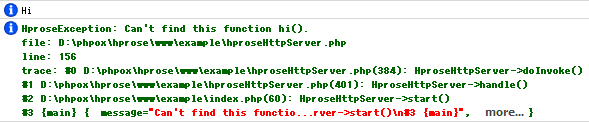 Hi
HproseException: Can't find this function hi().
file: D:\phpox\hprose\www\example\hproseHttpServer.php
line: 156
trace: #0 D:\phpox\hprose\www\example\hproseHttpServer.php(384): HproseHttpServer->doInvoke()
#1 D:\phpox\hprose\www\example\hproseHttpServer.php(401): HproseHttpServer->handle()
#2 D:\phpox\hprose\www\example\index.php(60): HproseHttpServer->start()
#3 {main} { message="Can't find this functio...rver->start()\n#3 {main}", more... }